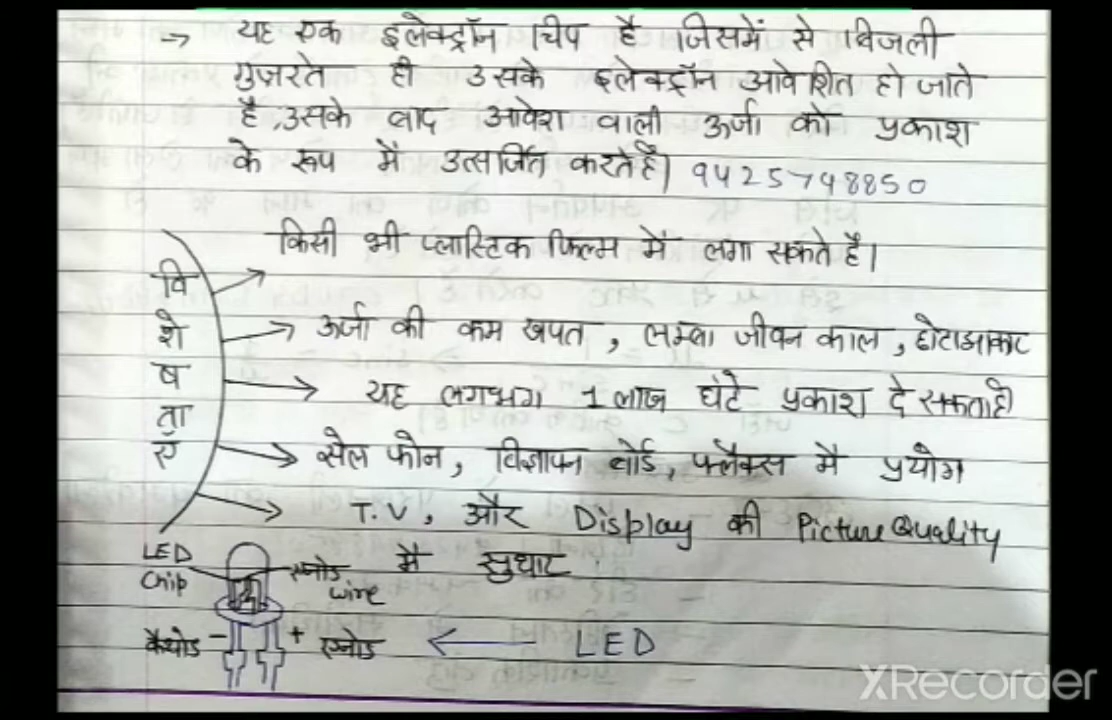 → यह एक इलेक्ट्रॉन चिप है जिसमें से बिजली
गुजरते ही उसके इलेक्ट्रॉन आवेशित हो जाते
है, उसके बाद आवेश वाली ऊर्जा को प्रकाश
के रूप मे उत्सर्जित करते है। 9425748850
किसी भी प्लास्टिक फिल्म मे लगा सकते है।
विशेषताएँ
ऊर्जा की कम खपत, लम्बा जीवन काल, छोटा आकार
यह लगभग 1 लाख घंटे प्रकाश दे सकता है
सेल फोन, विज्ञापन बोर्ड, फ्लैक्स मे प्रयोग
T.V, और Display की Picture Quality
मे सुधार
LED Chip
एनोड wire
कैथोड - + एनोड ← LED
XRecorder